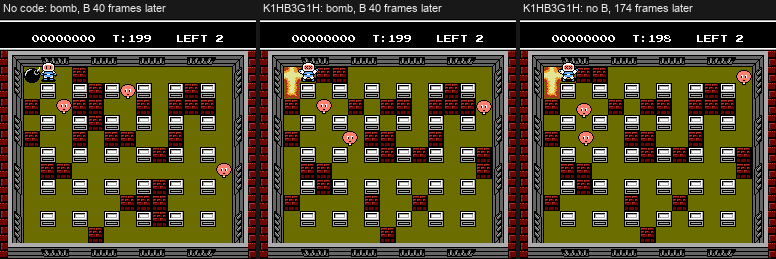 No code: bomb, B 40 frames later
K1HB3G1H: bomb, B 40 frames later
K1HB3G1H: no B, 174 frames later
00000000 T:199 LEFT 2
00000000 T:199 LEFT 2
00000000 T:198 LEFT 2